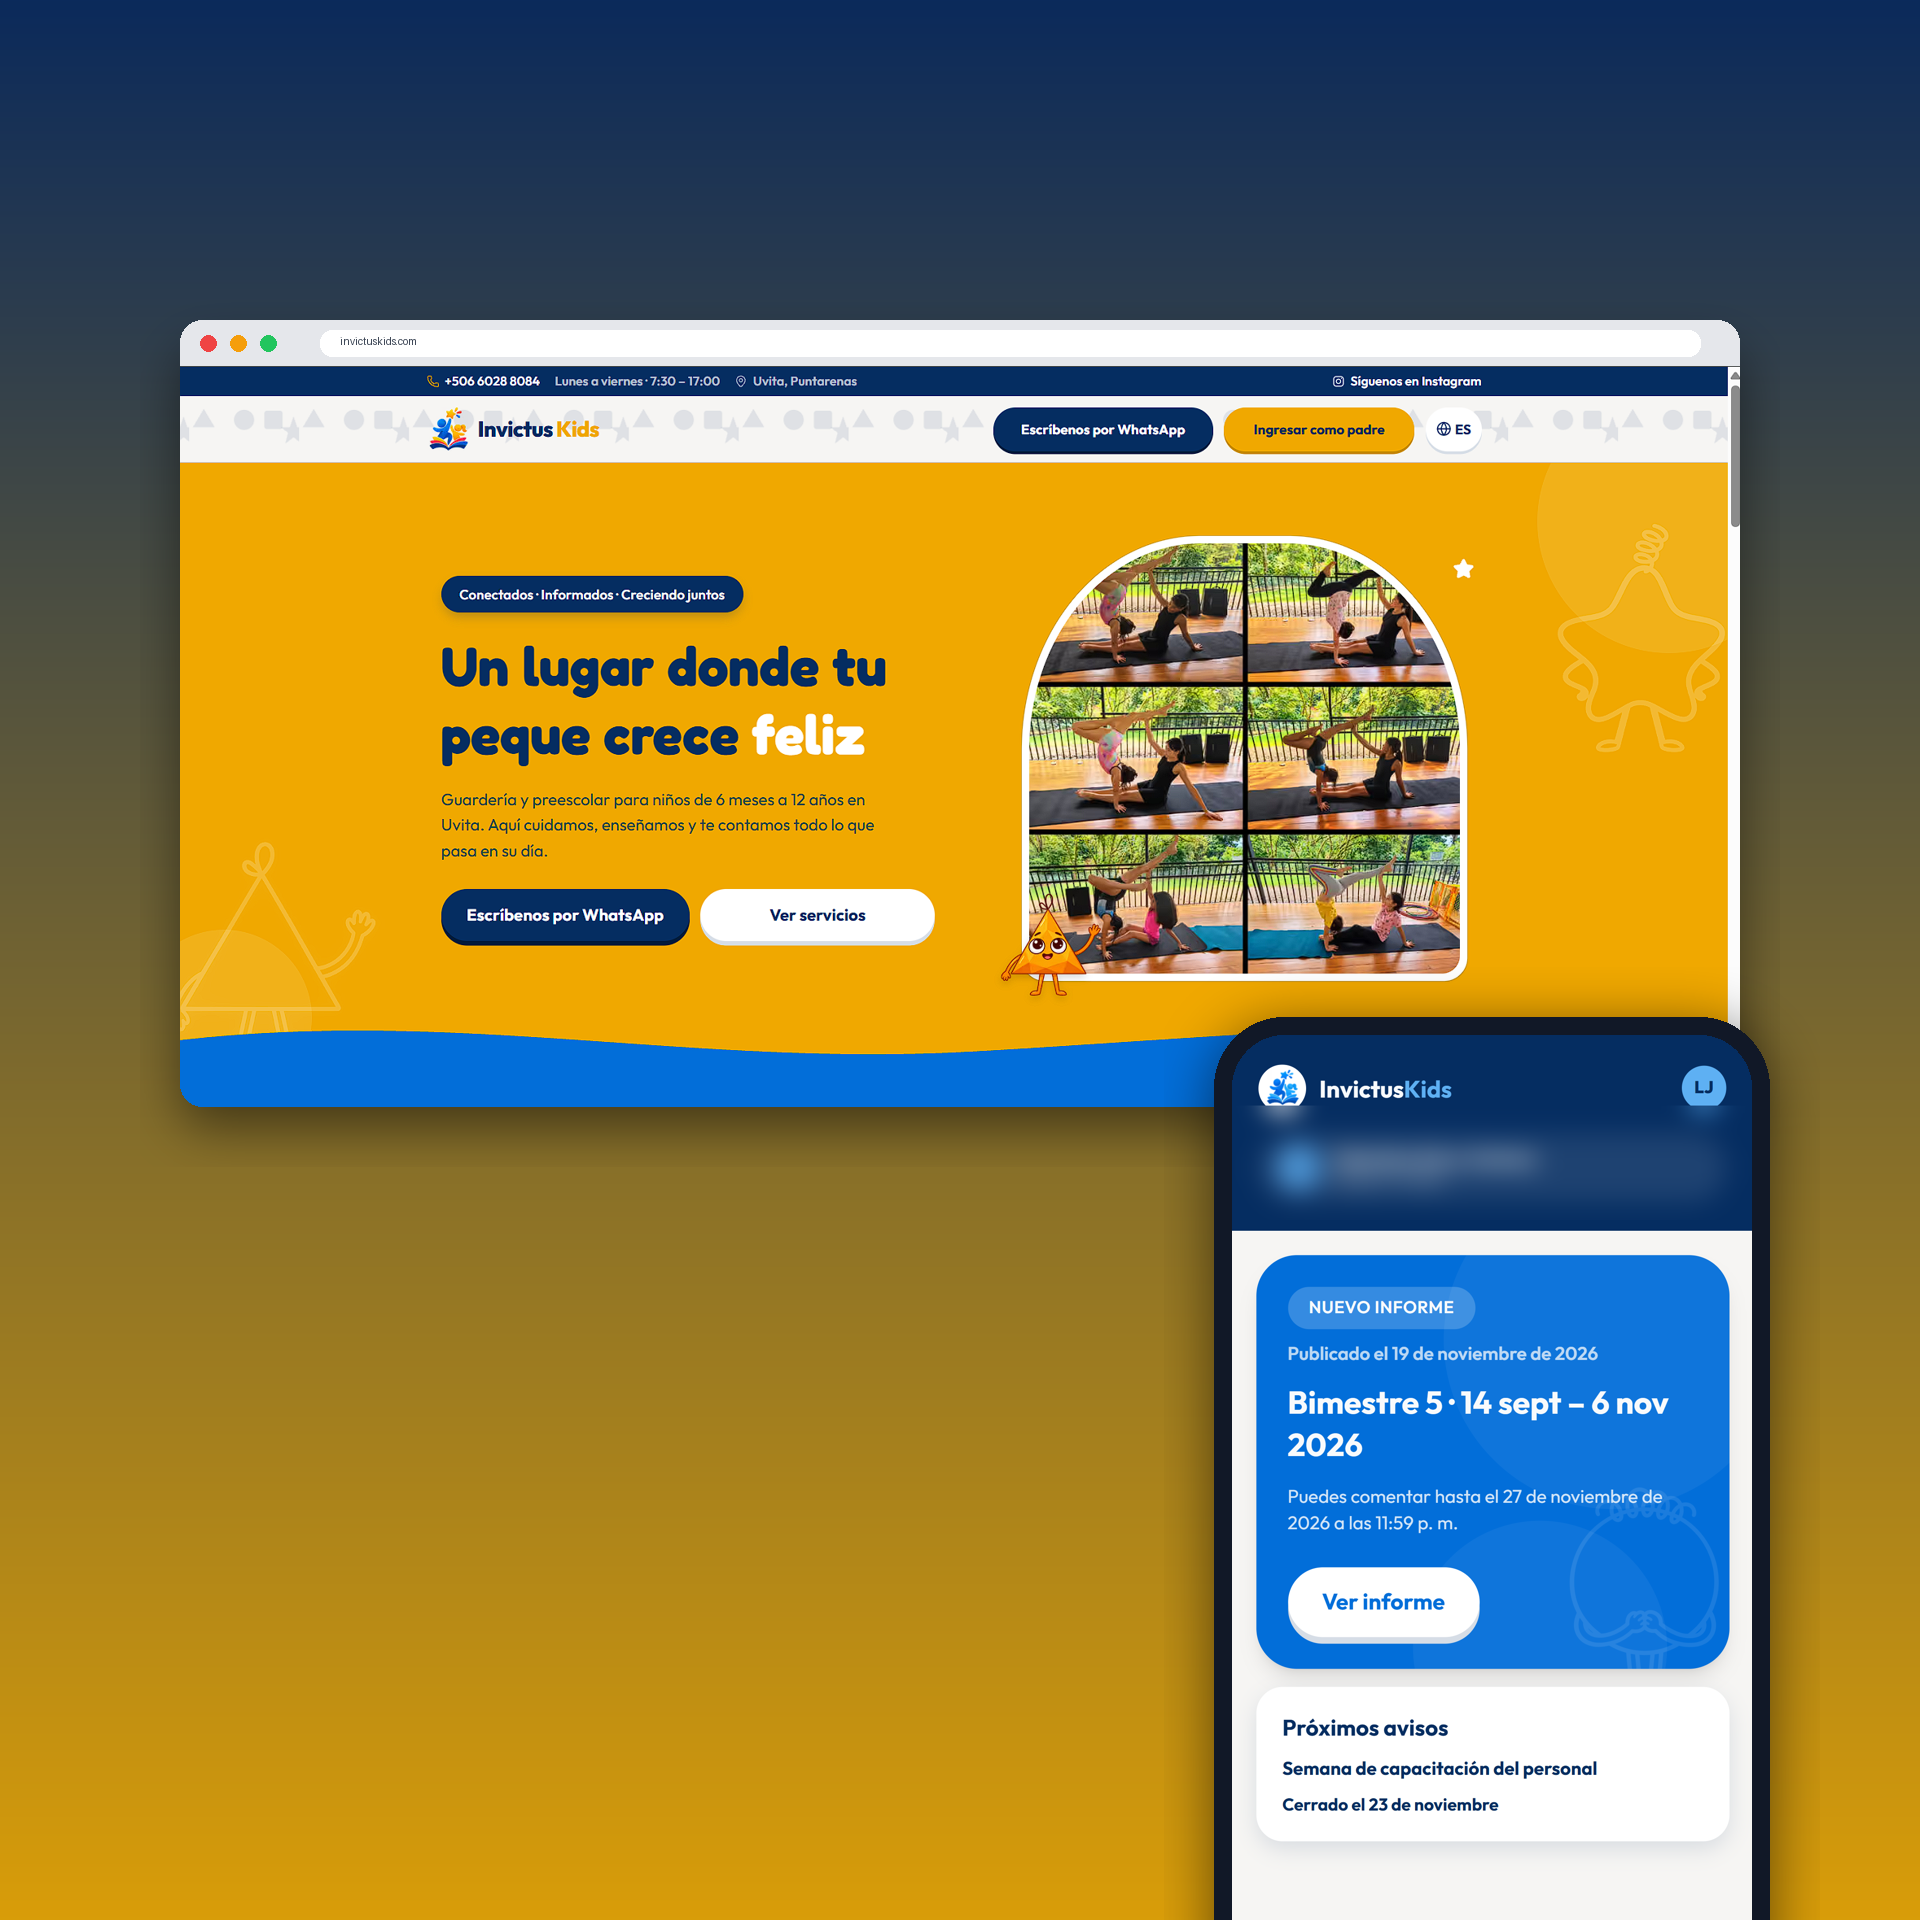 invictuskids.com
+506 6028 8084 Lunes a viernes · 7:30 – 17:00 Uvita, Puntarenas Síguenos en Instagram
Invictus Kids Escríbenos por WhatsApp Ingresar como padre ES
Conectados · Informados · Creciendo juntos
Un lugar donde tu
peque crece feliz
Guardería y preescolar para niños de 6 meses a 12 años en
Uvita. Aquí cuidamos, enseñamos y te contamos todo lo que
pasa en su día.
Escríbenos por WhatsApp Ver servicios
InvictusKids LJ
NUEVO INFORME
Publicado el 19 de noviembre de 2026
Bimestre 5 · 14 sept – 6 nov
2026
Puedes comentar hasta el 27 de noviembre de
2026 a las 11:59 p. m.
Ver informe
Próximos avisos
Semana de capacitación del personal
Cerrado el 23 de noviembre